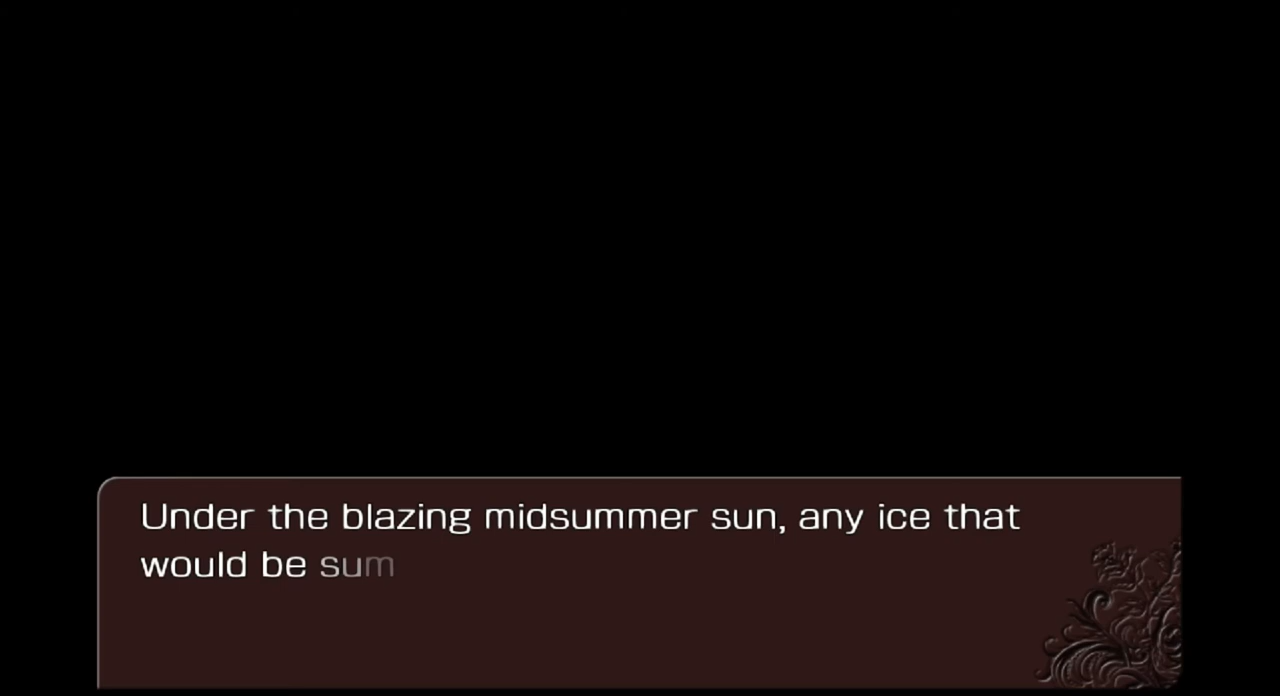 Under the blazing midsummer sun, any ice that
would be sum